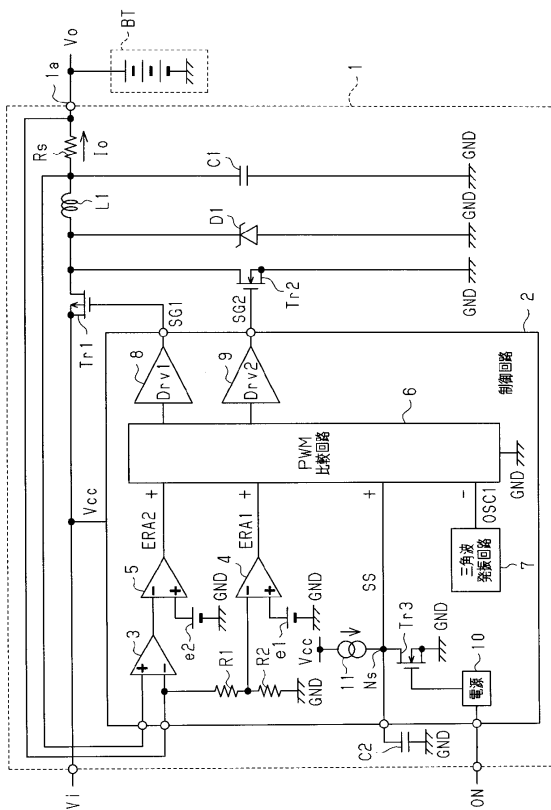 1
BT
1a
Vo
Rs
Io
L1
C1
GND
D1
GND
Tr1
SG1
SG2
Tr2
GND
2
制御回路
8
Drv1
9
Drv2
6
PWM
比較回路
GND
Vcc
ERA2
+
ERA1
+
SS
+
-
OSC1
三角波
発振回路
7
5
-
+
GND
e2
4
-
+
GND
e1
3
+
-
R1
R2
GND
Vcc
11
Ns
Tr3
GND
10
電源
C2
GND
Vi
ON